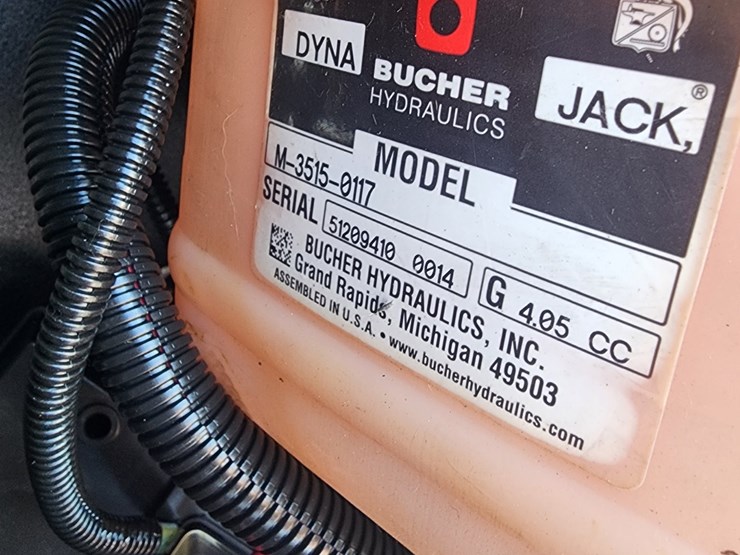 DYNA
BUCHER
HYDRAULICS
JACK,®
MODEL
M-3515-0117
SERIAL
51209410 0014
G 4.05 CC
BUCHER HYDRAULICS, INC.
Grand Rapids, Michigan 49503
ASSEMBLED IN U.S.A. • www.bucherhydraulics.com